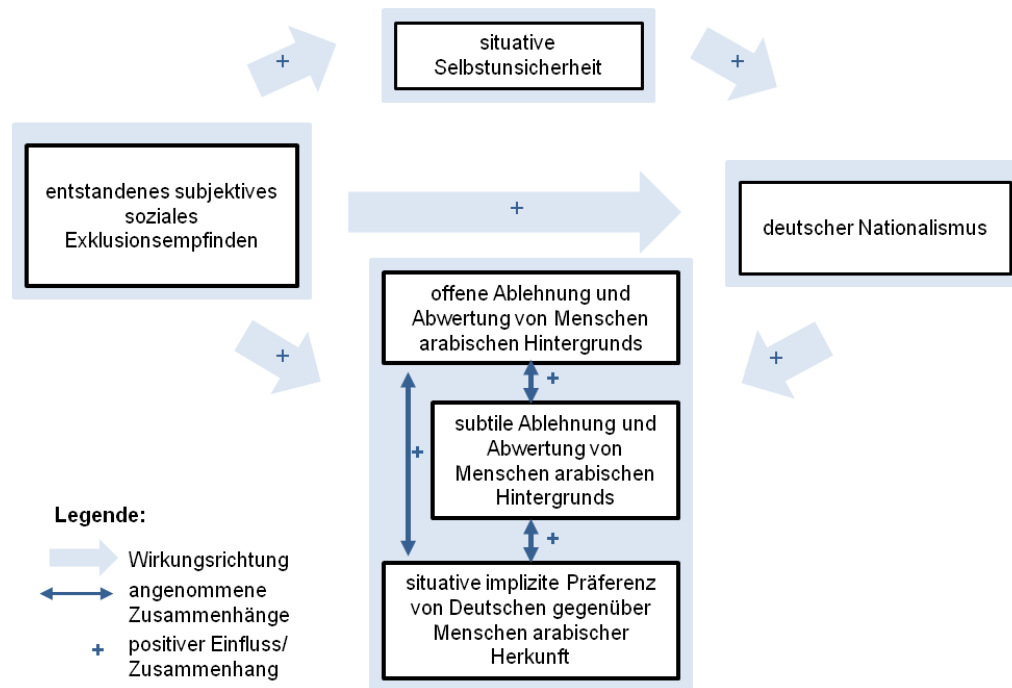 situative
Selbstunsicherheit
+
+
entstandenes subjektives
soziales
Exklusionsempfinden
+
deutscher Nationalismus
+
+
offene Ablehnung und
Abwertung von Menschen
arabischen Hintergrunds
+
+
subtile Ablehnung und
Abwertung von
Menschen arabischen
Hintergrunds
+
situative implizite Präferenz
von Deutschen gegenüber
Menschen arabischer
Herkunft
Legende:
Wirkungsrichtung
angenommene
Zusammenhänge
+ positiver Einfluss/
Zusammenhang